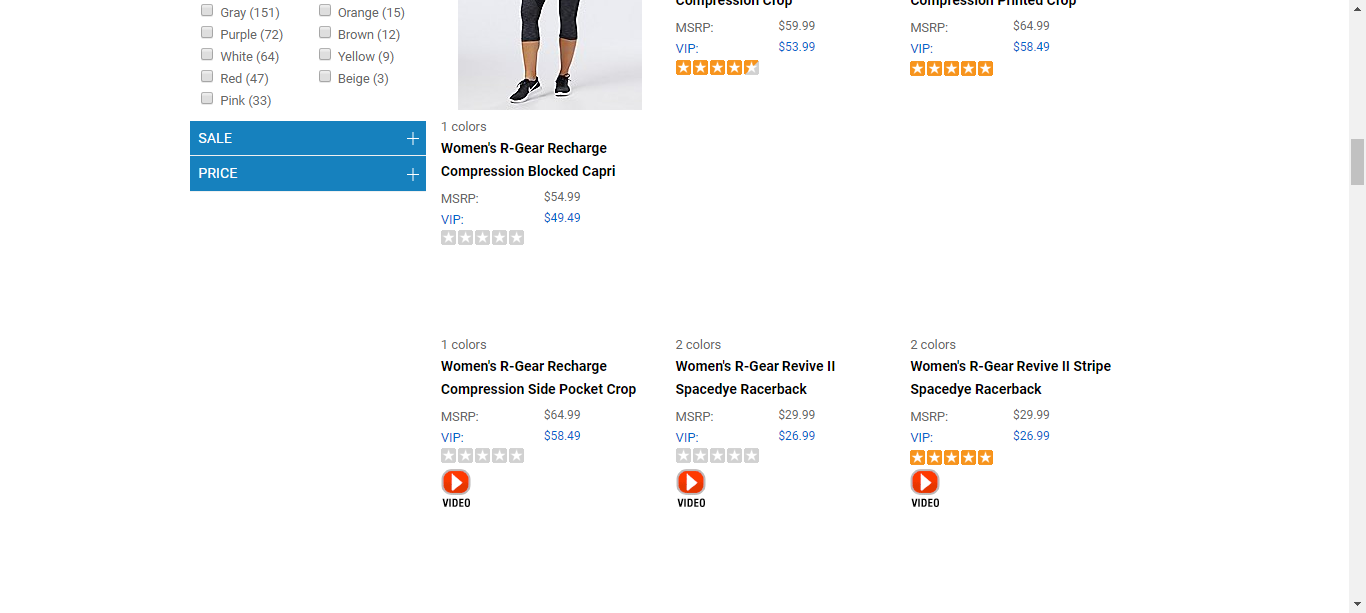 Gray (151)
Orange (15)
Purple (72)
Brown (12)
White (64)
Yellow (9)
Red (47)
Beige (3)
Pink (33)
SALE
PRICE
Compression Crop
MSRP: $59.99
VIP: $53.99
Compression Printed Crop
MSRP: $64.99
VIP: $58.49
1 colors
Women's R-Gear Recharge
Compression Blocked Capri
MSRP: $54.99
VIP: $49.49
1 colors
Women's R-Gear Recharge
Compression Side Pocket Crop
MSRP: $64.99
VIP: $58.49
VIDEO
2 colors
Women's R-Gear Revive II
Spacedye Racerback
MSRP: $29.99
VIP: $26.99
VIDEO
2 colors
Women's R-Gear Revive II Stripe
Spacedye Racerback
MSRP: $29.99
VIP: $26.99
VIDEO